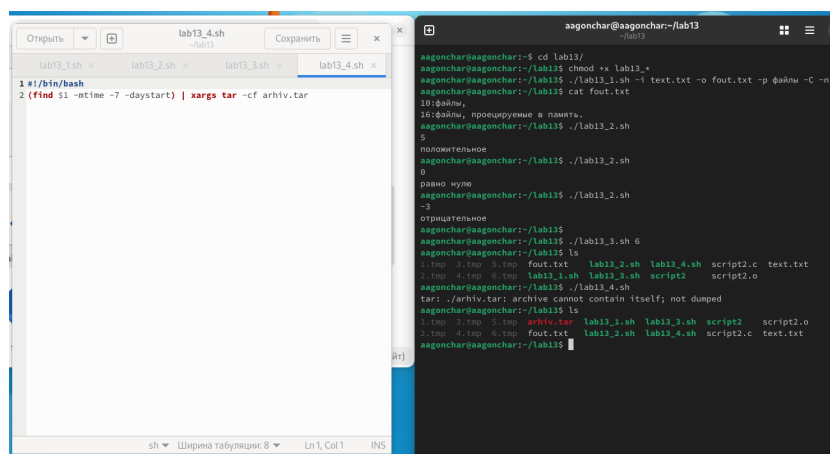 Открыть
lab13_4.sh
~/lab13
Сохранить
lab13_1.sh × lab13_2.sh × lab13_3.sh × lab13_4.sh ×
1 #!/bin/bash
2 (find $1 -mtime -7 -daystart) | xargs tar -cf arhiv.tar
sh Ширина табуляции: 8 Ln 1, Col 1 INS
йт)
aagonchar@aagonchar:~/lab13
~/lab13
aagonchar@aagonchar:~$ cd lab13/
aagonchar@aagonchar:~/lab13$ chmod +x lab13_*
aagonchar@aagonchar:~/lab13$ ./lab13_1.sh -i text.txt -o fout.txt -p файлы -C -n
aagonchar@aagonchar:~/lab13$ cat fout.txt
10:файлы,
16:файлы, проецируемые в память.
aagonchar@aagonchar:~/lab13$ ./lab13_2.sh
5
положительное
aagonchar@aagonchar:~/lab13$ ./lab13_2.sh
0
равно нулю
aagonchar@aagonchar:~/lab13$ ./lab13_2.sh
-3
отрицательное
aagonchar@aagonchar:~/lab13$
aagonchar@aagonchar:~/lab13$ ./lab13_3.sh 6
aagonchar@aagonchar:~/lab13$ ls
1.tmp 3.tmp 5.tmp fout.txt lab13_2.sh lab13_4.sh script2.c text.txt
2.tmp 4.tmp 6.tmp lab13_1.sh lab13_3.sh script2 script2.o
aagonchar@aagonchar:~/lab13$ ./lab13_4.sh
tar: ./arhiv.tar: archive cannot contain itself; not dumped
aagonchar@aagonchar:~/lab13$ ls
1.tmp 3.tmp 5.tmp arhiv.tar lab13_1.sh lab13_3.sh script2 script2.o
2.tmp 4.tmp 6.tmp fout.txt lab13_2.sh lab13_4.sh script2.c text.txt
aagonchar@aagonchar:~/lab13$